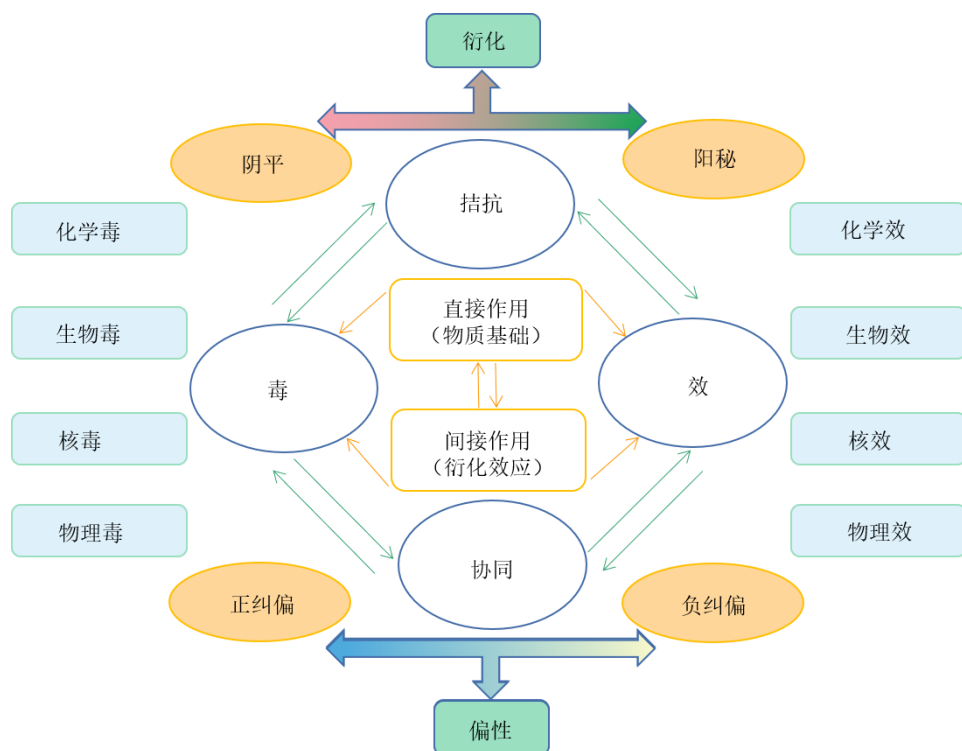 衍化
阴平
阳秘
拮抗
化学毒
化学效
直接作用
（物质基础）
生物毒
生物效
毒
效
核毒
间接作用
（衍化效应）
核效
物理毒
物理效
协同
正纠偏
负纠偏
偏性